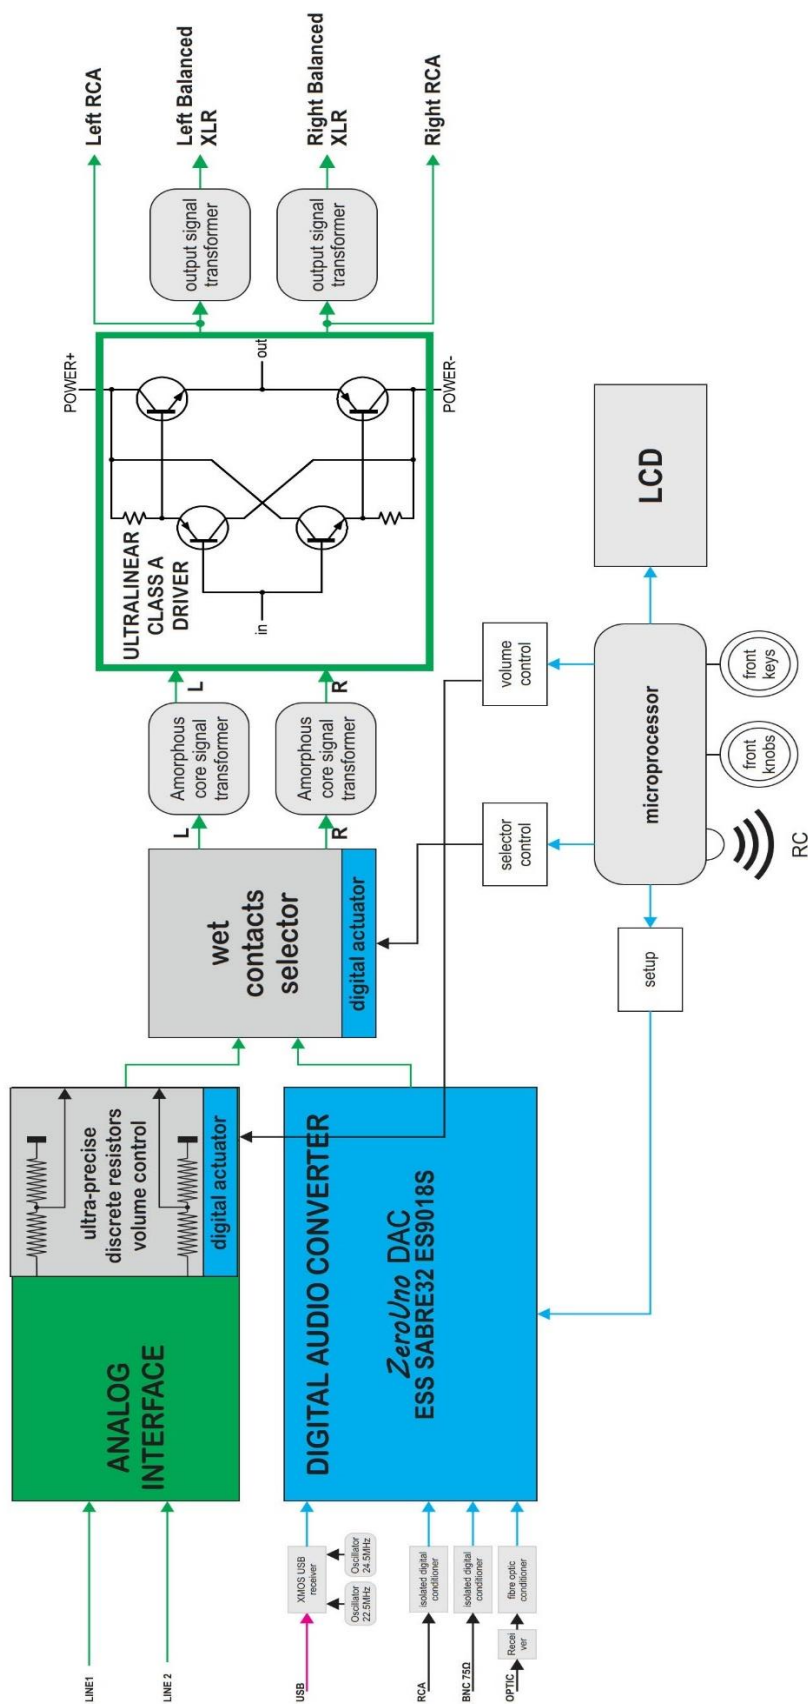 LINE1
LINE 2
ANALOG
INTERFACE
ultra-precise
discrete resistors
volume control
digital actuator
USB
XMOS USB
receiver
Oscillator
22.5MHz
Oscillator
24.5MHz
RCA
isolated digital
conditioner
BNC 75Ω
isolated digital
conditioner
OPTIC
Recei
ver
fibre optic
conditioner
DIGITAL AUDIO CONVERTER
ZeroUno DAC
ESS SABRE32 ES9018S
wet
contacts
selector
digital actuator
L
R
Amorphous
core signal
transformer
Amorphous
core signal
transformer
L
R
ULTRALINEAR
CLASS A
DRIVER
in
out
POWER+
POWER-
output signal
transformer
output signal
transformer
Left RCA
Left Balanced
XLR
Right Balanced
XLR
Right RCA
selector
control
volume
control
setup
microprocessor
LCD
RC
front
knobs
front
keys